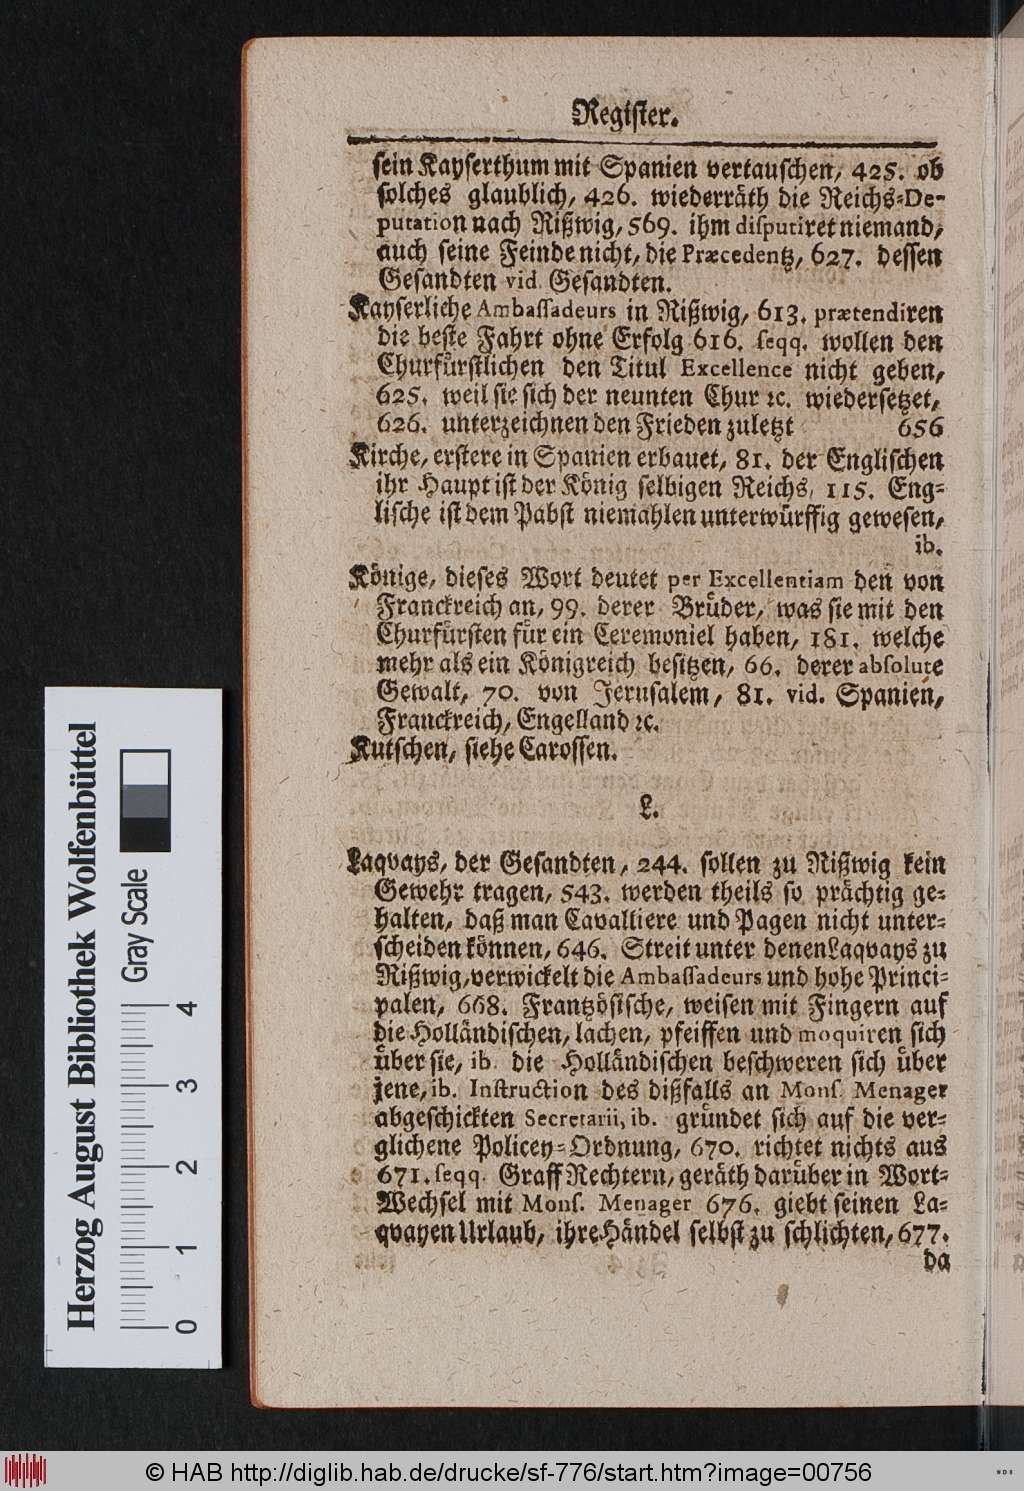 Register.
sein Kayserthum mit Spanien vertauschen, 425. ob
solches glaublich, 426. wiederräth die Reichs-De-
putation nach Rißwig, 569. ihm disputiret niemand,
auch seine Feinde nicht, die Præcedentz, 627. dessen
Gesandten vid. Gesandten.
Kayserliche Ambassadeurs in Rißwig, 613. prætendiren
die beste Fahrt ohne Erfolg 616. seqq. wollen den
Churfürstlichen den Titul Excellence nicht geben,
625. weil sie sich der neunten Chur ꝛc. wiedersetzet,
626. unterzeichnen den Frieden zuletzt 656
Kirche, erstere in Spanien erbauet, 81. der Englischen
ihr Haupt ist der König selbigen Reichs, 115. Eng-
lische ist dem Pabst niemahlen unterwürffig gewesen,
ib.
Könige, dieses Wort deutet per Excellentiam den von
Franckreich an, 99. derer Brüder, was sie mit den
Churfürsten für ein Ceremoniel haben, 181. welche
mehr als ein Königreich besitzen, 66. derer absolute
Gewalt, 70. von Jerusalem, 81. vid. Spanien,
Franckreich, Engelland ꝛc.
Kutschen, siehe Carossen.
L.
Laqvays, der Gesandten, 244. sollen zu Rißwig kein
Gewehr tragen, 543. werden theils so prächtig ge-
halten, daß man Cavalliere und Pagen nicht unter-
scheiden können, 646. Streit unter denen Laqvays zu
Rißwig, verwickelt die Ambassadeurs und hohe Princi-
palen, 668. Frantzösische, weisen mit Fingern auf
die Holländischen, lachen, pfeiffen und moquiren sich
über sie, ib. die Holländischen beschweren sich über
jene, ib. Instruction des dißfalls an Mons. Menager
abgeschickten Secretarii, ib. gründet sich auf die ver-
glichene Policey-Ordnung, 670. richtet nichts aus
671. seqq. Graff Rechtern, geräth darüber in Wort-
Wechsel mit Mons. Menager 676. giebt seinen La-
qvayen Urlaub, ihre Händel selbst zu schlichten, 677.
da
Herzog August Bibliothek Wolfenbüttel
Gray Scale
0 1 2 3 4
© HAB http://diglib.hab.de/drucke/sf-776/start.htm?image=00756
WDB